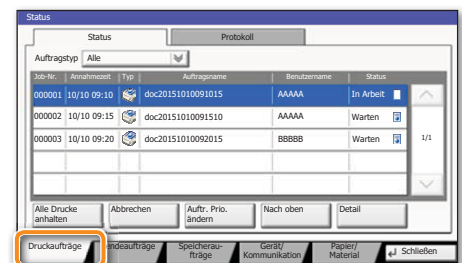 Status
Status Protokoll
Auftragstyp Alle
Job-Nr. Annahmezeit Typ Auftragsname Benutzername Status
000001 10/10 09:10 doc20151010091015 AAAAA In Arbeit
000002 10/10 09:15 doc20151010091510 AAAAA Warten
000003 10/10 09:20 doc20151010092015 BBBBB Warten
1/1
Alle Drucke anhalten
Abbrechen
Auftr. Prio. ändern
Nach oben
Detail
Druckaufträge
endeaufträge
Speicherau-
fträge
Gerät/
Kommunikation
Papier/
Material
Schließen